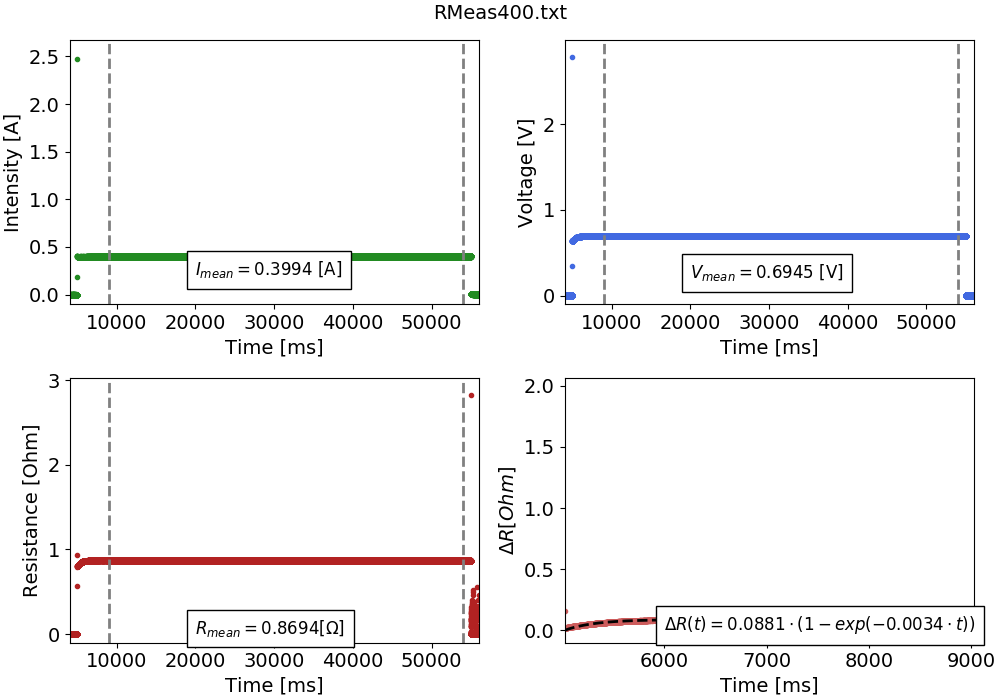 RMeas400.txt
Intensity [A]
2.5
2.0
1.5
1.0
0.5
0.0
I_mean = 0.3994 [A]
10000 20000 30000 40000 50000
Time [ms]
Voltage [V]
2
1
0
V_mean = 0.6945 [V]
10000 20000 30000 40000 50000
Time [ms]
Resistance [Ohm]
3
2
1
0
R_mean = 0.8694[Ω]
10000 20000 30000 40000 50000
Time [ms]
ΔR[Ohm]
2.0
1.5
1.0
0.5
0.0
ΔR(t) = 0.0881 · (1 − exp(−0.0034 · t))
6000 7000 8000 9000
Time [ms]